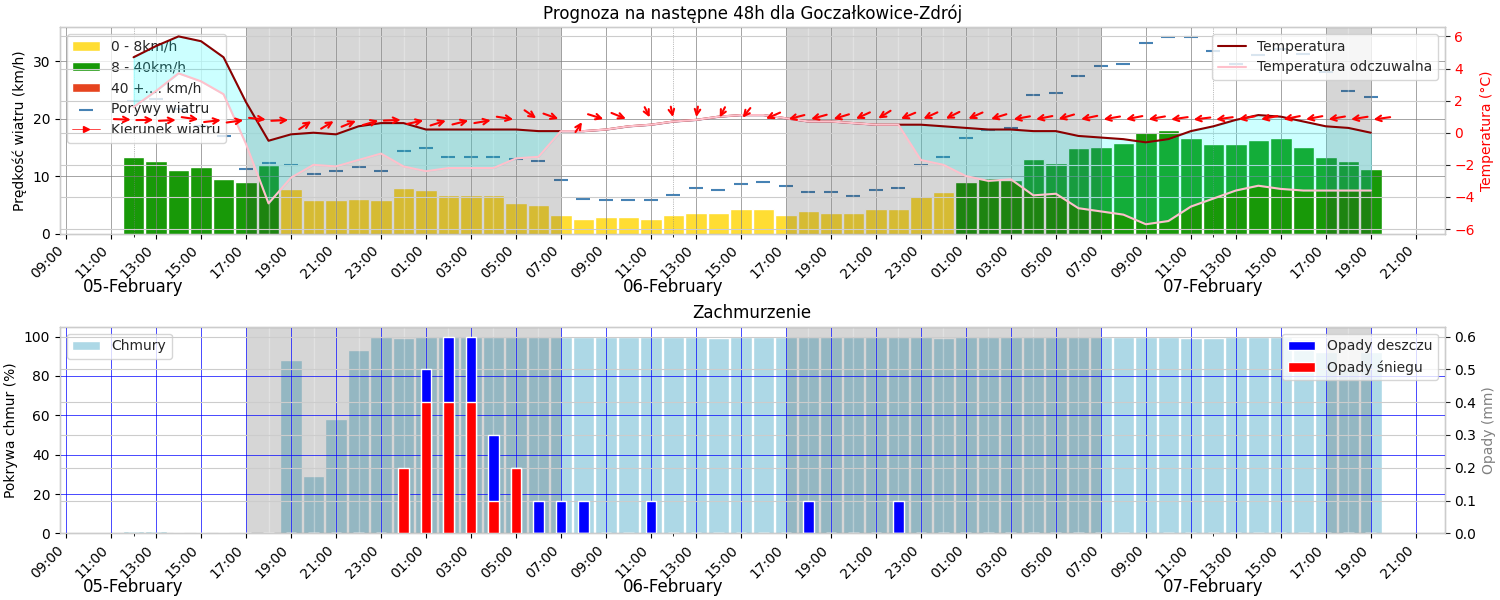 Prognoza na następne 48h dla Goczałkowice-Zdrój
0 - 8km/h
8 - 40km/h
40 +.... km/h
Porywy wiatru
Kierunek wiatru
Temperatura
Temperatura odczuwalna
Prędkość wiatru (km/h)
30
20
10
0
Temperatura (°C)
6
4
2
0
−2
−4
−6
09:00 11:00 13:00 15:00 17:00 19:00 21:00 23:00 01:00 03:00 05:00 07:00 09:00 11:00 13:00 15:00 17:00 19:00 21:00 23:00 01:00 03:00 05:00 07:00 09:00 11:00 13:00 15:00 17:00 19:00 21:00
05-February 06-February 07-February
Zachmurzenie
Chmury
Opady deszczu
Opady śniegu
Pokrywa chmur (%)
100
80
60
40
20
0
Opady (mm)
0.6
0.5
0.4
0.3
0.2
0.1
0.0
09:00 11:00 13:00 15:00 17:00 19:00 21:00 23:00 01:00 03:00 05:00 07:00 09:00 11:00 13:00 15:00 17:00 19:00 21:00 23:00 01:00 03:00 05:00 07:00 09:00 11:00 13:00 15:00 17:00 19:00 21:00
05-February 06-February 07-February